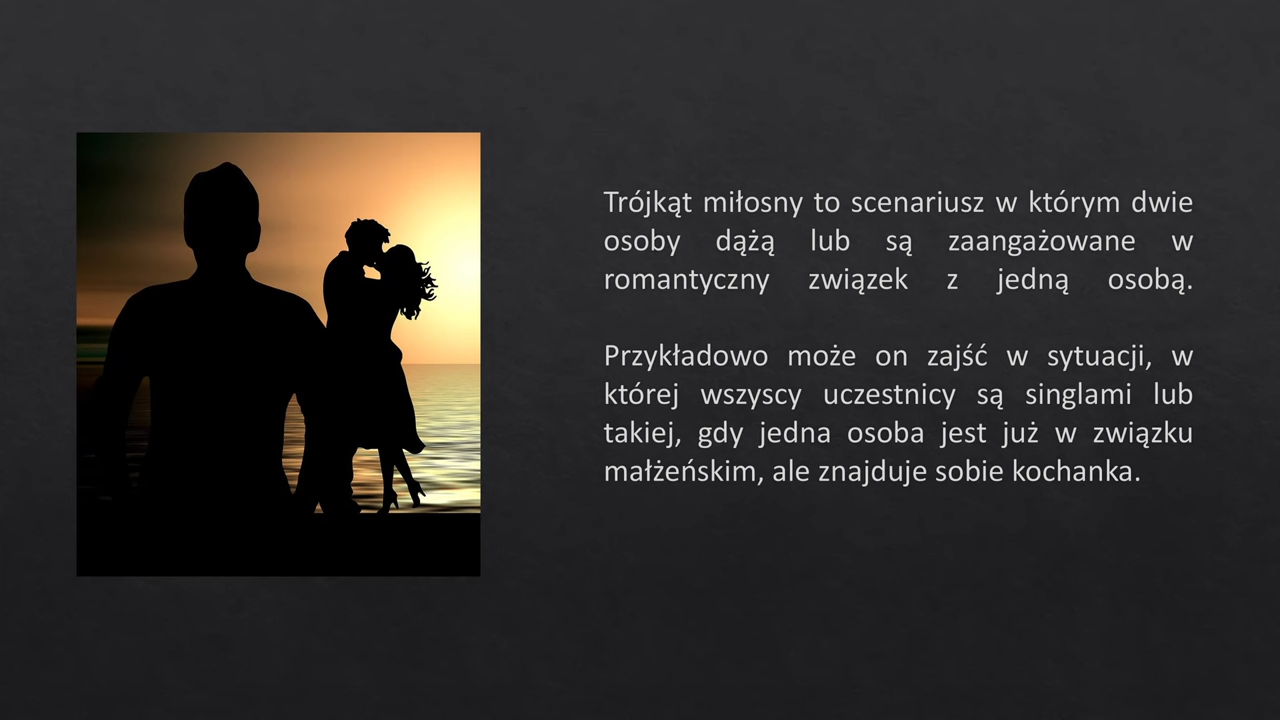 Trójkąt miłosny to scenariusz w którym dwie
osoby dążą lub są zaangażowane w
romantyczny związek z jedną osobą.
Przykładowo może on zajść w sytuacji, w
której wszyscy uczestnicy są singlami lub
takiej, gdy jedna osoba jest już w związku
małżeńskim, ale znajduje sobie kochanka.